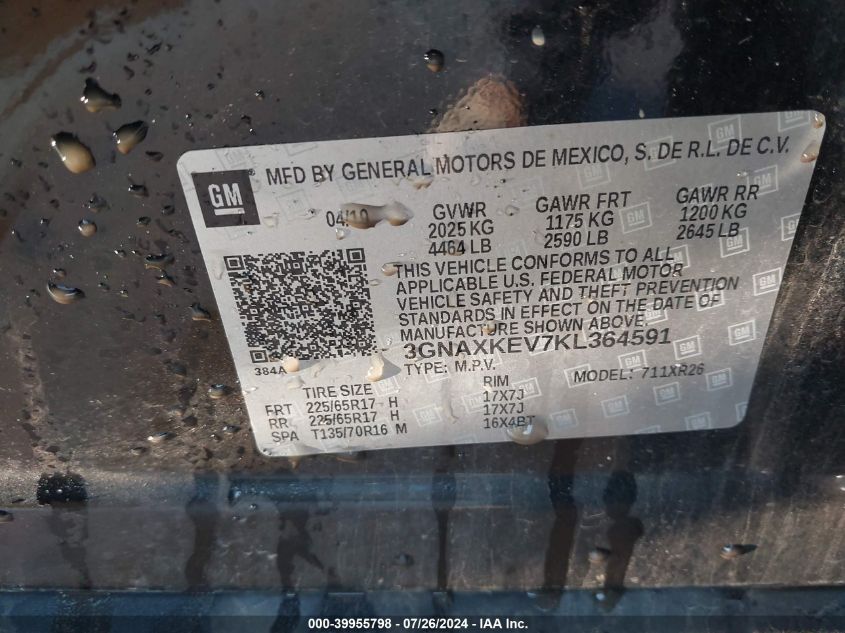 GM
MFD BY GENERAL MOTORS DE MEXICO, S. DE R.L. DE C.V.
04/19 GVWR GAWR FRT GAWR RR
2025 KG 1175 KG 1200 KG
4464 LB 2590 LB 2645 LB
THIS VEHICLE CONFORMS TO ALL
APPLICABLE U.S. FEDERAL MOTOR
VEHICLE SAFETY AND THEFT PREVENTION
STANDARDS IN EFFECT ON THE DATE OF
MANUFACTURE SHOWN ABOVE.
3GNAXKEV7KL364591
384A
TYPE: M.P.V. MODEL: 711XR26
TIRE SIZE RIM
FRT 225/65R17 H 17X7J
RR 225/65R17 H 17X7J
SPA T135/70R16 M 16X4BT
000-39955798 - 07/26/2024 - IAA Inc.